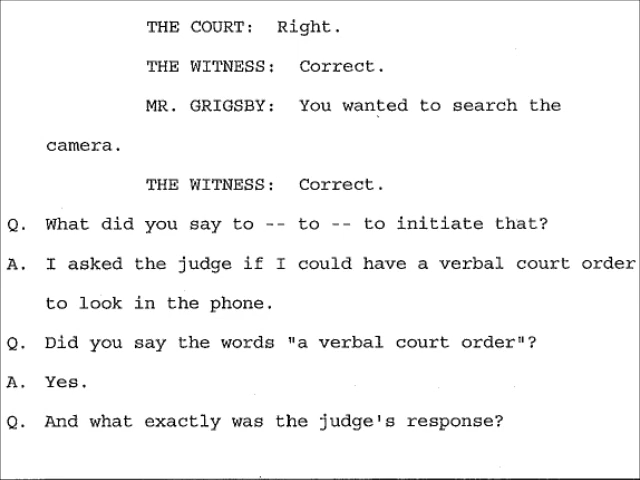 THE COURT: Right.
THE WITNESS: Correct.
MR. GRIGSBY: You wanted to search the
camera.
THE WITNESS: Correct.
Q. What did you say to -- to -- to initiate that?
A. I asked the judge if I could have a verbal court order
to look in the phone.
Q. Did you say the words "a verbal court order"?
A. Yes.
Q. And what exactly was the judge's response?